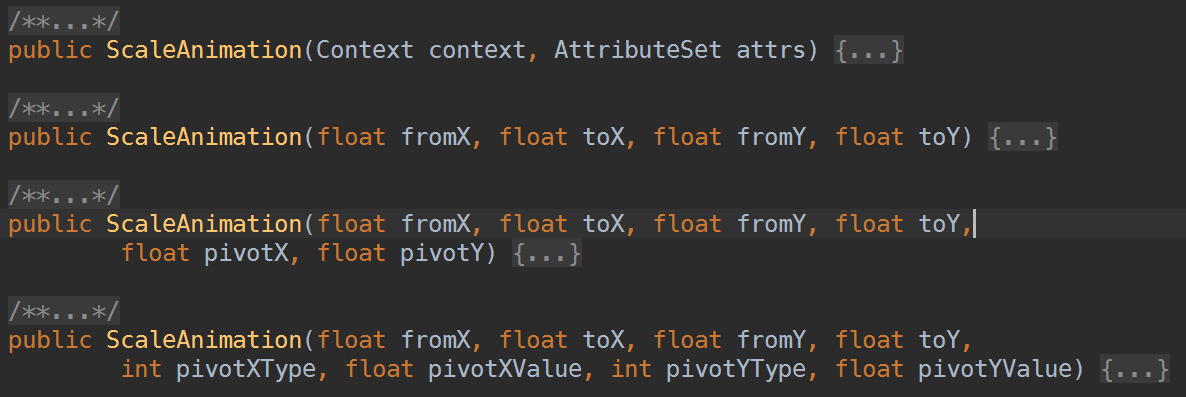 /**...*/
public ScaleAnimation(Context context, AttributeSet attrs) {...}
/**...*/
public ScaleAnimation(float fromX, float toX, float fromY, float toY) {...}
/**...*/
public ScaleAnimation(float fromX, float toX, float fromY, float toY,
float pivotX, float pivotY) {...}
/**...*/
public ScaleAnimation(float fromX, float toX, float fromY, float toY,
int pivotXType, float pivotXValue, int pivotYType, float pivotYValue) {...}